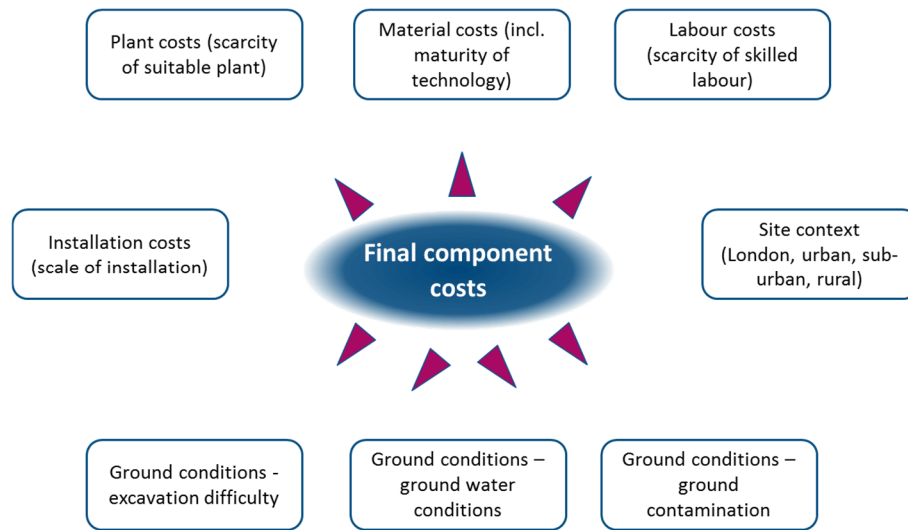 Plant costs (scarcity
of suitable plant)
Material costs (incl.
maturity of
technology)
Labour costs
(scarcity of skilled
labour)
Installation costs
(scale of installation)
Final component
costs
Site context
(London, urban, sub-
urban, rural)
Ground conditions -
excavation difficulty
Ground conditions –
ground water
conditions
Ground conditions –
ground
contamination